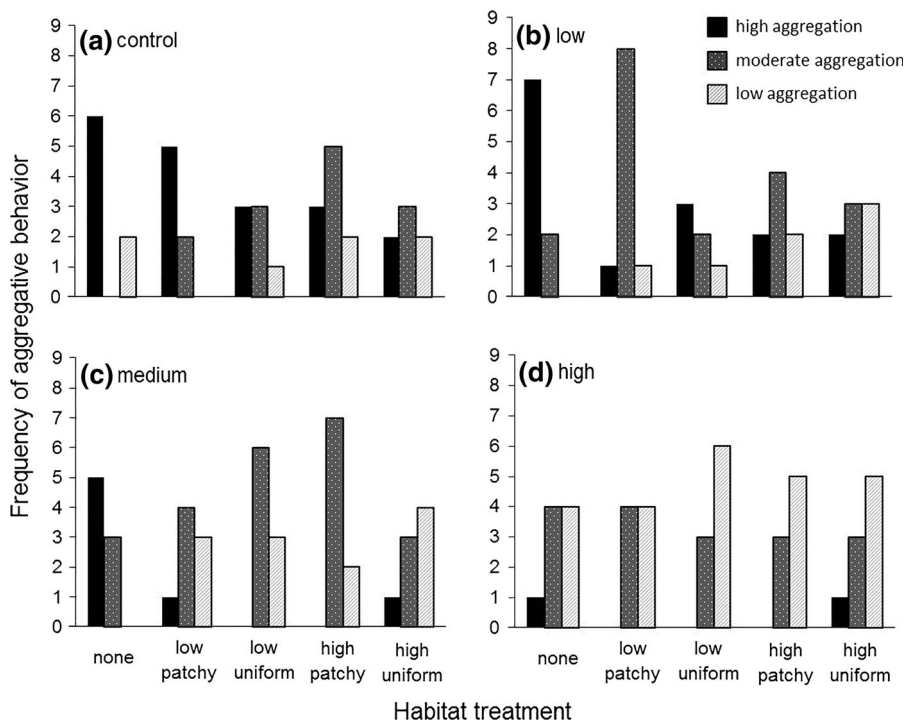 Frequency of aggregative behavior
(a) control
9
8
7
6
5
4
3
2
1
0
(b) low
9
8
7
6
5
4
3
2
1
0
high aggregation
moderate aggregation
low aggregation
(c) medium
9
8
7
6
5
4
3
2
1
0
none
low
patchy
low
uniform
high
patchy
high
uniform
(d) high
9
8
7
6
5
4
3
2
1
0
none
low
patchy
low
uniform
high
patchy
high
uniform
Habitat treatment